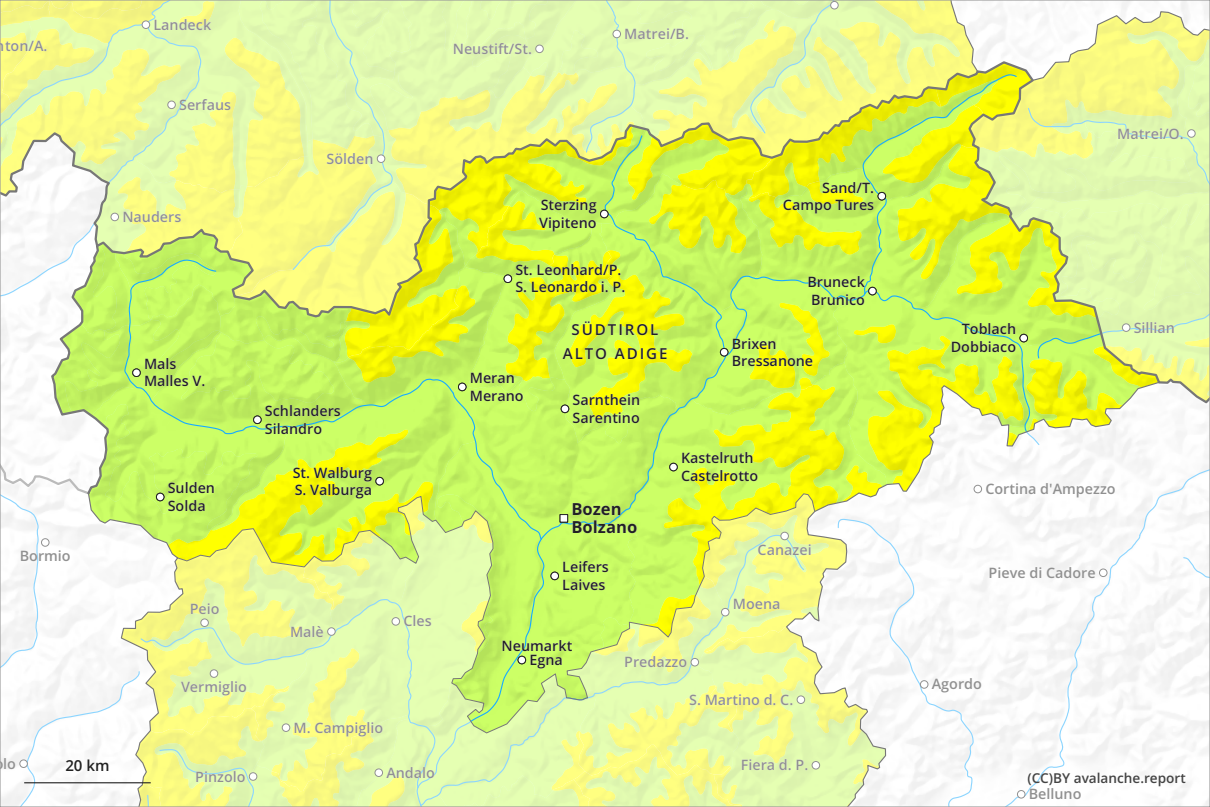 Landeck
nton/A.
Neustift/St.
Matrei/B.
Serfaus
Matrei/O.
Sölden
Sand/T.
Campo Tures
Nauders
Sterzing
Vipiteno
St. Leonhard/P.
S. Leonardo i. P.
Bruneck
Brunico
SÜDTIROL
ALTO ADIGE
Toblach
Dobbiaco
Sillian
Brixen
Bressanone
Mals
Malles V.
Meran
Merano
Sarnthein
Sarentino
Schlanders
Silandro
Kastelruth
Castelrotto
St. Walburg
S. Valburga
Sulden
Solda
Cortina d'Ampezzo
Bozen
Bolzano
Bormio
Canazei
Leifers
Laives
Pieve di Cadore
Peio
Moena
Malè
Cles
Neumarkt
Egna
Predazzo
Vermiglio
Agordo
S. Martino d. C.
M. Campiglio
olo
20 km
Pinzolo
Andalo
Fiera d. P.
(CC)BY avalanche.report
Belluno